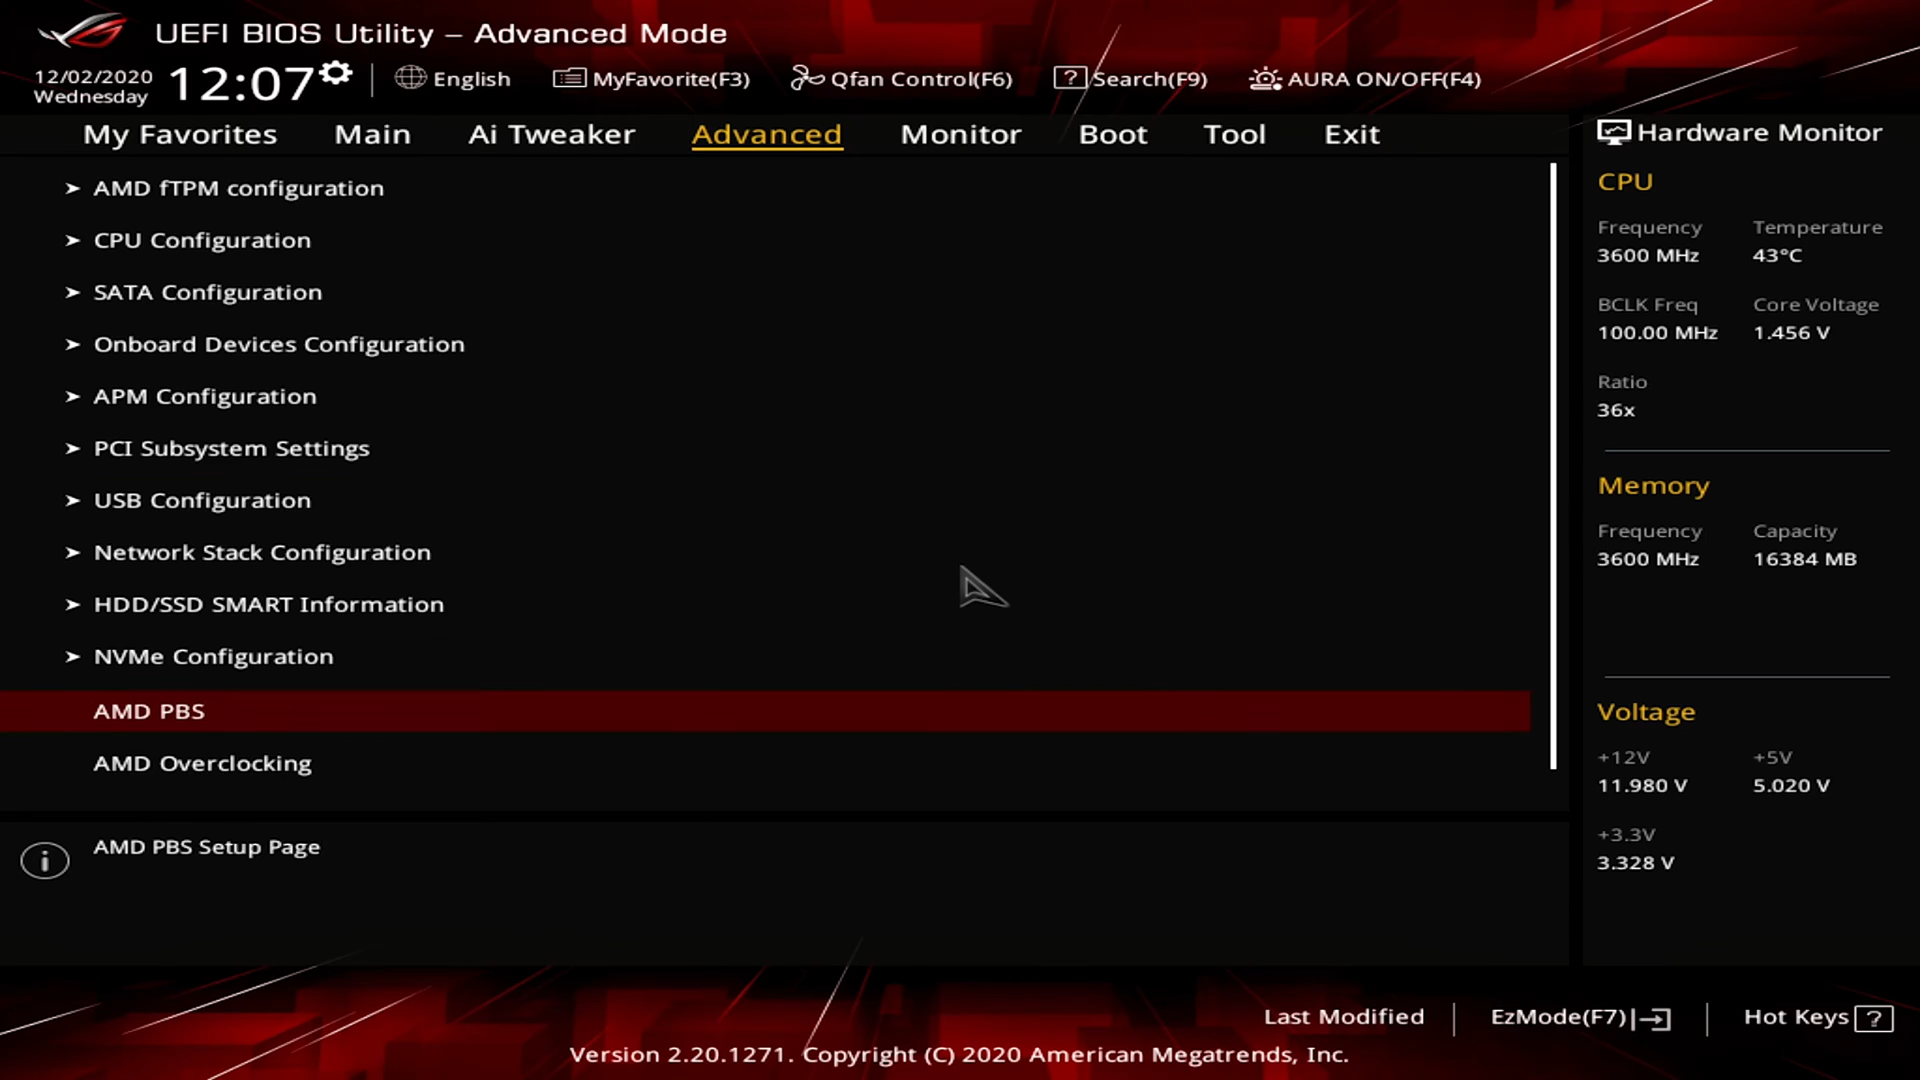 UEFI BIOS Utility – Advanced Mode
12/02/2020
Wednesday
12:07
English
MyFavorite(F3)
Qfan Control(F6)
? Search(F9)
AURA ON/OFF(F4)
My Favorites
Main
Ai Tweaker
Advanced
Monitor
Boot
Tool
Exit
AMD fTPM configuration
CPU Configuration
SATA Configuration
Onboard Devices Configuration
APM Configuration
PCI Subsystem Settings
USB Configuration
Network Stack Configuration
HDD/SSD SMART Information
NVMe Configuration
AMD PBS
AMD Overclocking
i
AMD PBS Setup Page
Hardware Monitor
CPU
Frequency Temperature
3600 MHz 43°C
BCLK Freq Core Voltage
100.00 MHz 1.456 V
Ratio
36x
Memory
Frequency Capacity
3600 MHz 16384 MB
Voltage
+12V +5V
11.980 V 5.020 V
+3.3V
3.328 V
Last Modified
EzMode(F7)
Hot Keys ?
Version 2.20.1271. Copyright (C) 2020 American Megatrends, Inc.